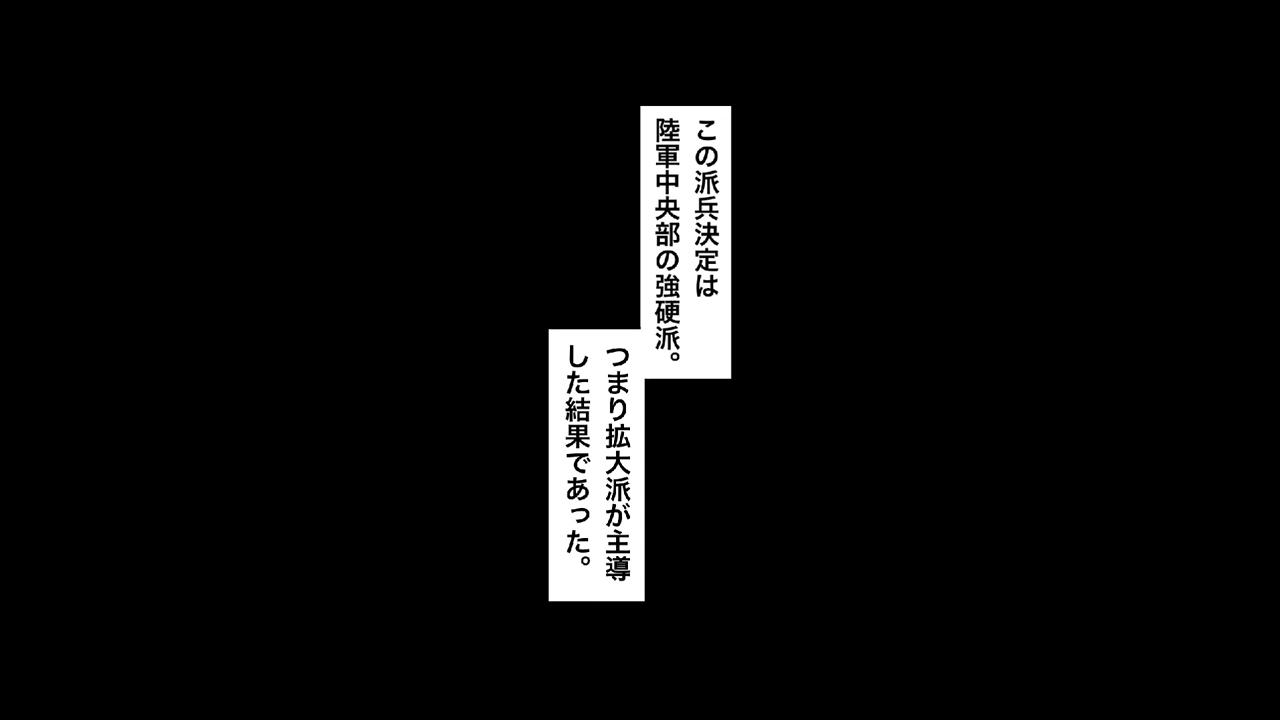 この派兵決定は
陸軍中央部の強硬派。
つまり拡大派が主導
した結果であった。